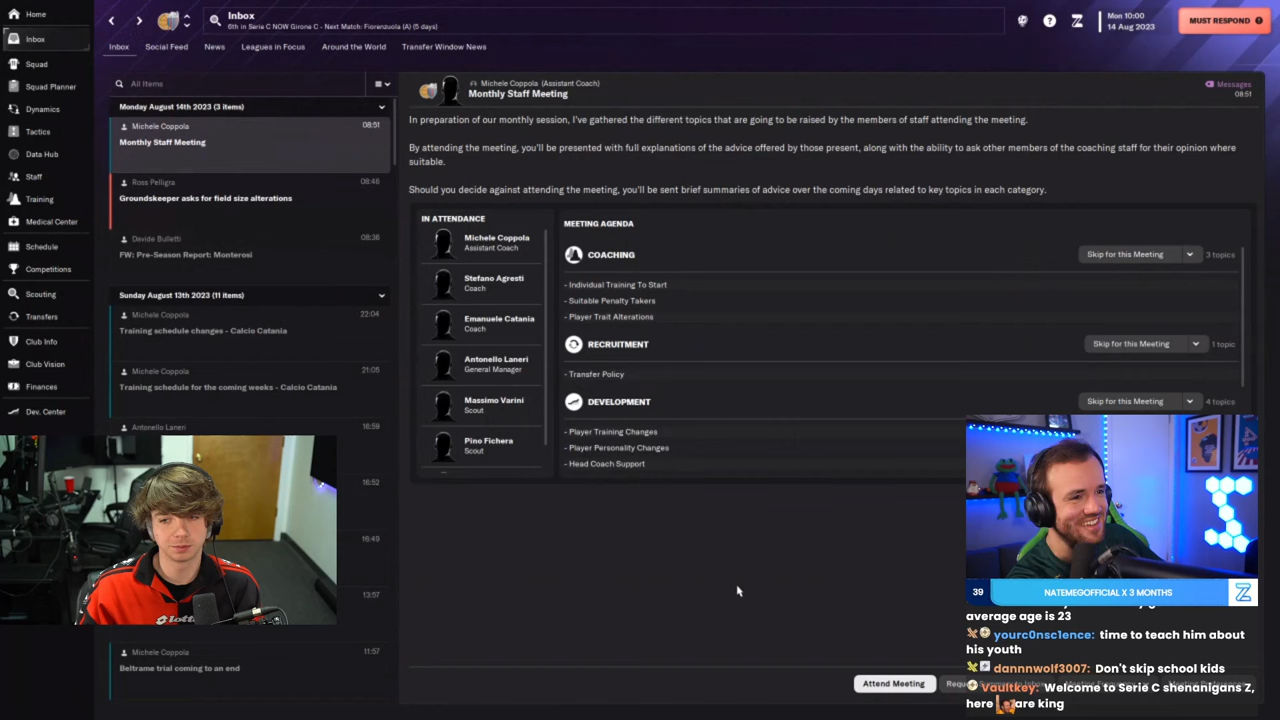 Home
Inbox
Squad
Squad Planner
Dynamics
Tactics
Data Hub
Staff
Training
Medical Center
Schedule
Competitions
Scouting
Transfers
Club Info
Club Vision
Finances
Dev. Center
Inbox
6th in Serie C NOW Girone C - Next Match: Fiorenzuola (A) (5 days)
Mon 10:00
14 Aug 2023
MUST RESPOND
Inbox
Social Feed
News
Leagues in Focus
Around the World
Transfer Window News
All Items
Monday August 14th 2023 (3 items)
Michele Coppola
08:51
Monthly Staff Meeting
Ross Pelligra
08:46
Groundskeeper asks for field size alterations
Davide Bulletti
08:36
FW: Pre-Season Report: Monterosi
Sunday August 13th 2023 (11 items)
Michele Coppola
22:04
Training schedule changes - Calcio Catania
Michele Coppola
21:05
Training schedule for the coming weeks - Calcio Catania
Antonello Laneri
16:59
16:52
16:49
13:57
Michele Coppola
11:57
Beltrame trial coming to an end
Michele Coppola (Assistant Coach)
Monthly Staff Meeting
Messages
08:51
In preparation of our monthly session, I've gathered the different topics that are going to be raised by the members of staff attending the meeting.
By attending the meeting, you'll be presented with full explanations of the advice offered by those present, along with the ability to ask other members of the coaching staff for their opinion where
suitable.
Should you decide against attending the meeting, you'll be sent brief summaries of advice over the coming days related to key topics in each category.
IN ATTENDANCE
Michele Coppola
Assistant Coach
Stefano Agresti
Coach
Emanuele Catania
Coach
Antonello Laneri
General Manager
Massimo Varini
Scout
Pino Fichera
Scout
MEETING AGENDA
COACHING
Skip for this Meeting
3 topics
- Individual Training To Start
- Suitable Penalty Takers
- Player Trait Alterations
RECRUITMENT
Skip for this Meeting
1 topic
- Transfer Policy
DEVELOPMENT
Skip for this Meeting
4 topics
- Player Training Changes
- Player Personality Changes
- Head Coach Support
Attend Meeting
39
NATEMEGOFFICIAL X 3 MONTHS
Z
average age is 23
yourc0nsc1ence: time to teach him about
his youth
dannnwolf3007: Don't skip school kids
Vaultkey: Welcome to Serie C shenanigans Z,
here are king